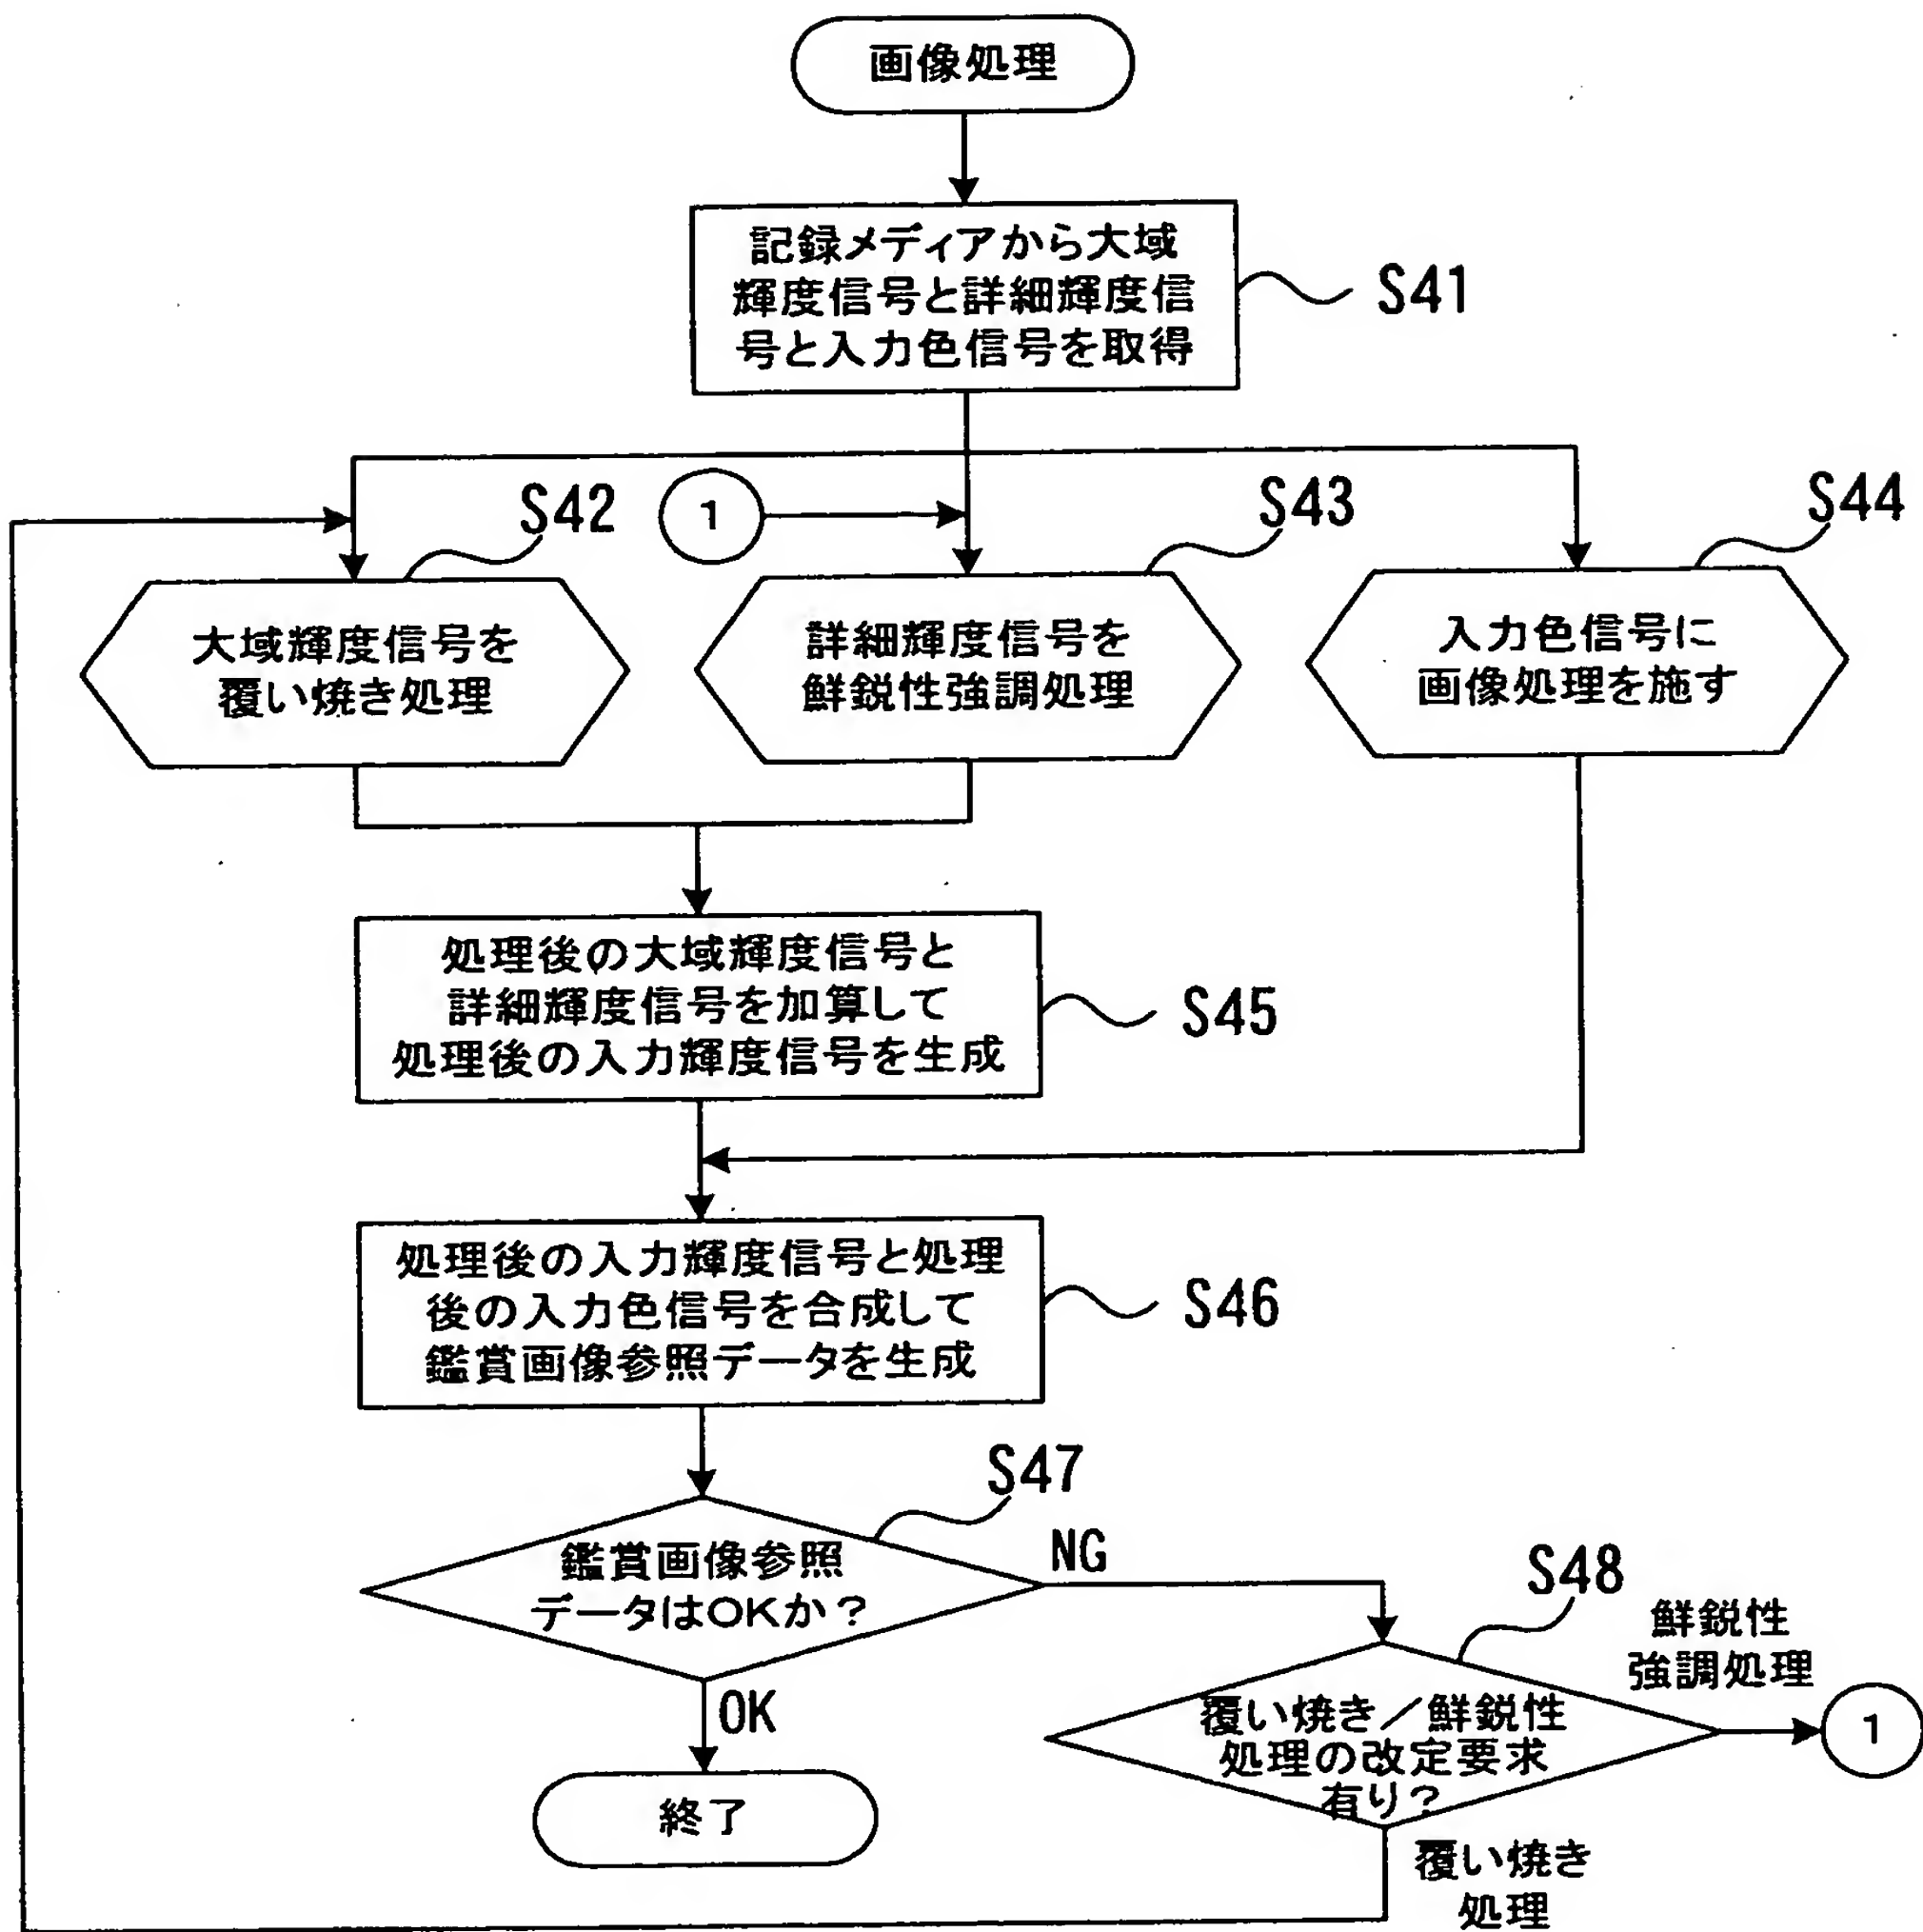 画像処理
記録メディアから大域
輝度信号と詳細輝度信
号と入力色信号を取得
S41
S42
1
S43
S44
大域輝度信号を
覆い焼き処理
詳細輝度信号を
鮮鋭性強調処理
入力色信号に
画像処理を施す
処理後の大域輝度信号と
詳細輝度信号を加算して
処理後の入力輝度信号を生成
S45
処理後の入力輝度信号と処理
後の入力色信号を合成して
鑑賞画像参照データを生成
S46
S47
鑑賞画像参照
データはOKか?
NG
OK
終了
S48
覆い焼き/鮮鋭性
処理の改定要求
有り?
鮮鋭性
強調処理
1
覆い焼き
処理